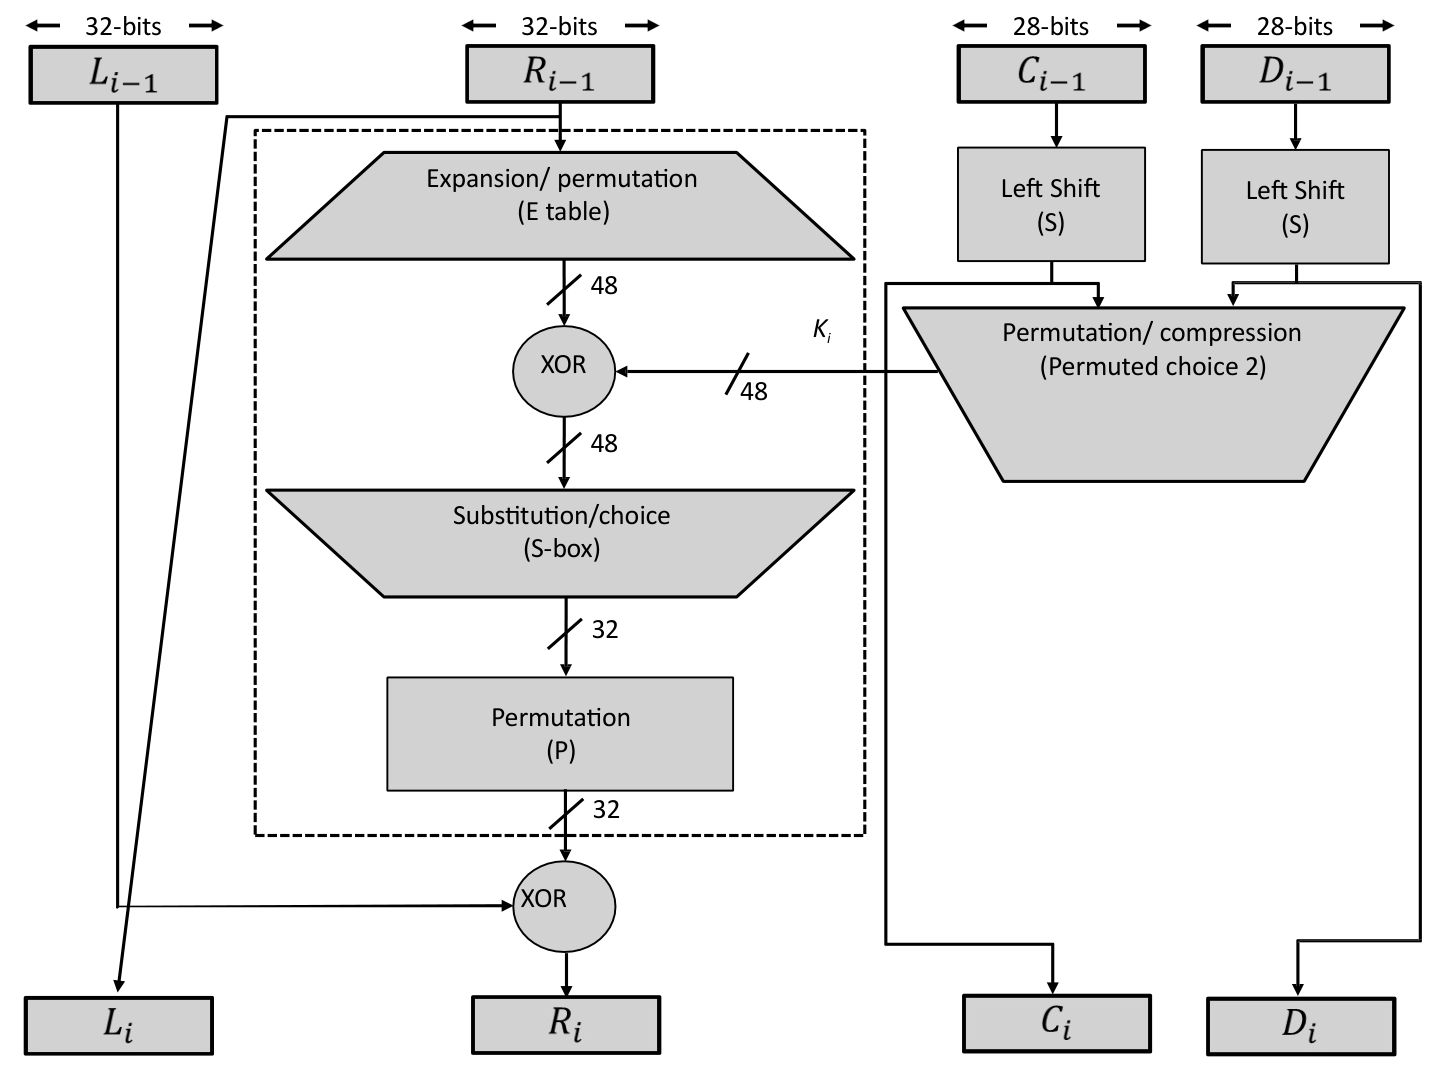 32-bits
32-bits
28-bits
28-bits
L_{i−1}
R_{i−1}
C_{i−1}
D_{i−1}
Expansion/ permutation
(E table)
Left Shift
(S)
Left Shift
(S)
48
XOR
K_i
48
Permutation/ compression
(Permuted choice 2)
48
Substitution/choice
(S-box)
32
Permutation
(P)
32
XOR
L_i
R_i
C_i
D_i